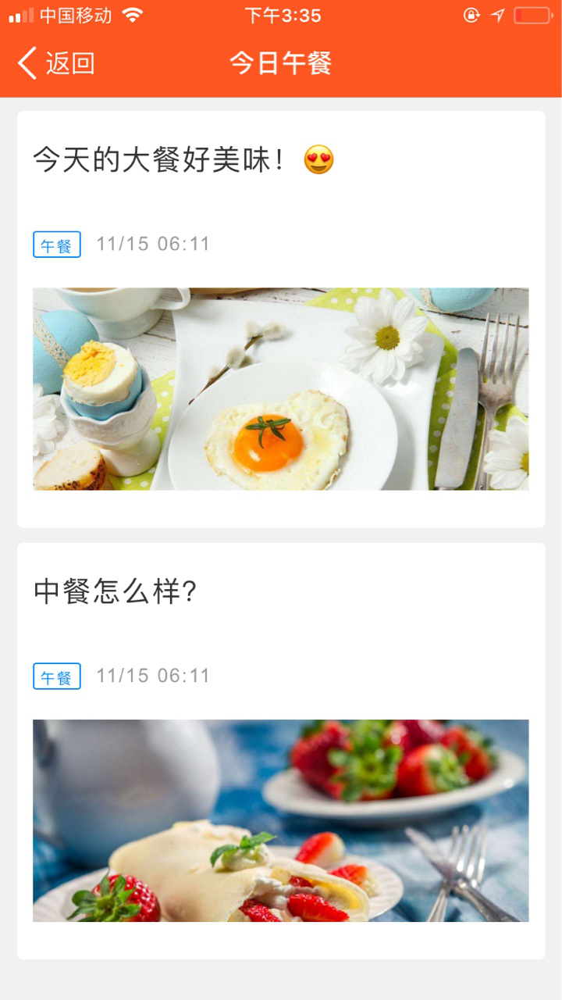 中国移动 下午3:35
返回 今日午餐
今天的大餐好美味！😍
午餐 11/15 06:11
中餐怎么样？
午餐 11/15 06:11